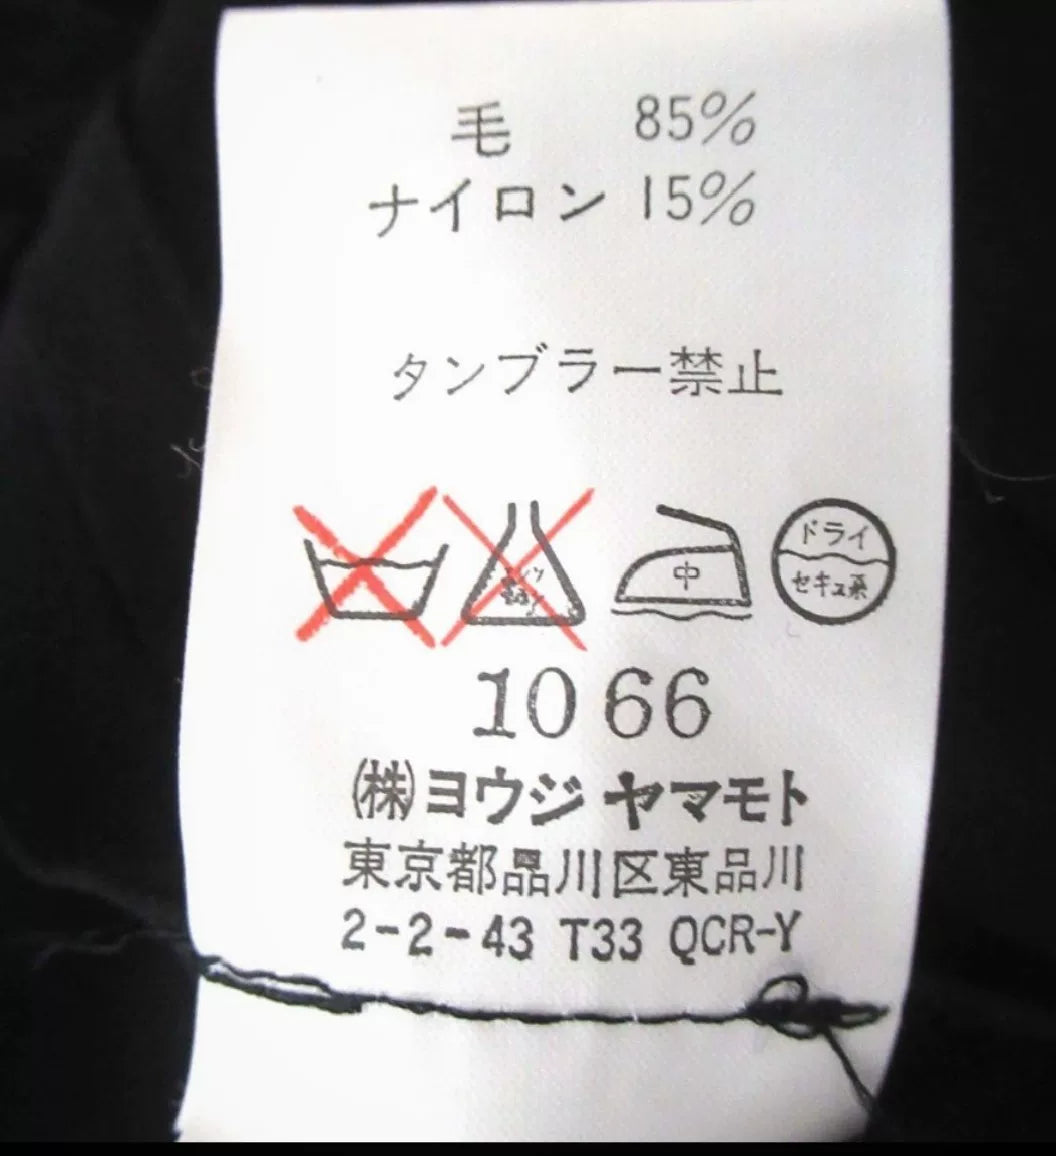 毛 85%
ナイロン 15%
タンブラー禁止
中
ドライ
セキユ系
10 66
㈱ヨウジ ヤマモト
東京都品川区東品川
2-2-43 T33 QCR-Y